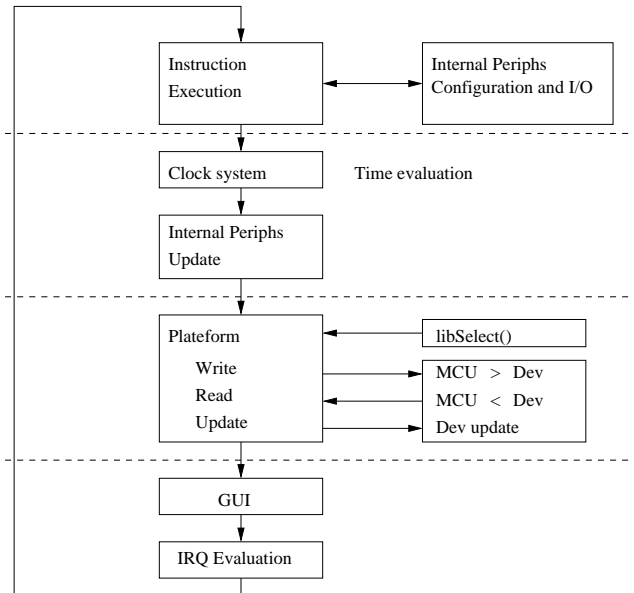 Instruction
Execution
Internal Periphs
Configuration and I/O
Clock system
Time evaluation
Internal Periphs
Update
Plateform
Write
Read
Update
libSelect()
MCU > Dev
MCU < Dev
Dev update
GUI
IRQ Evaluation